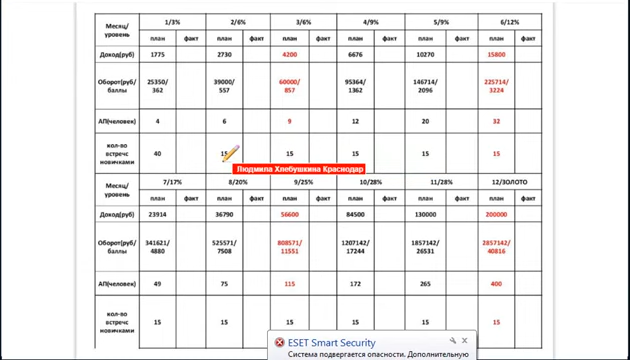 Месяц/ уровень 1/3% 2/6% 3/6% 4/9% 5/9% 6/12%
план факт план факт план факт план факт план факт план факт
Доход(руб) 1775 2730 4200 6676 10270 15800
Оборот(руб/ баллы 25350/ 362 39000/ 557 60000/ 857 95364/ 1362 146714/ 2096 225714/ 3224
АП(человек) 4 6 9 12 20 32
кол-во встречс новичками 40 15 15 15 15 15
Людмила Хлебушкина Краснодар
Месяц/ уровень 7/17% 8/20% 9/25% 10/28% 11/28% 12/ЗОЛОТО
план факт план факт план факт план факт план факт план факт
Доход(руб) 23914 36790 56600 84500 130000 200000
Оборот(руб/ баллы 341621/ 4880 525571/ 7508 808571/ 11551 1207142/ 17244 1857142/ 26531 2857142/ 40816
АП(человек) 49 75 115 172 265 400
кол-во встречс новичками 15 15 15 15 15 15
ESET Smart Security
Система подвергается опасности. Дополнительную